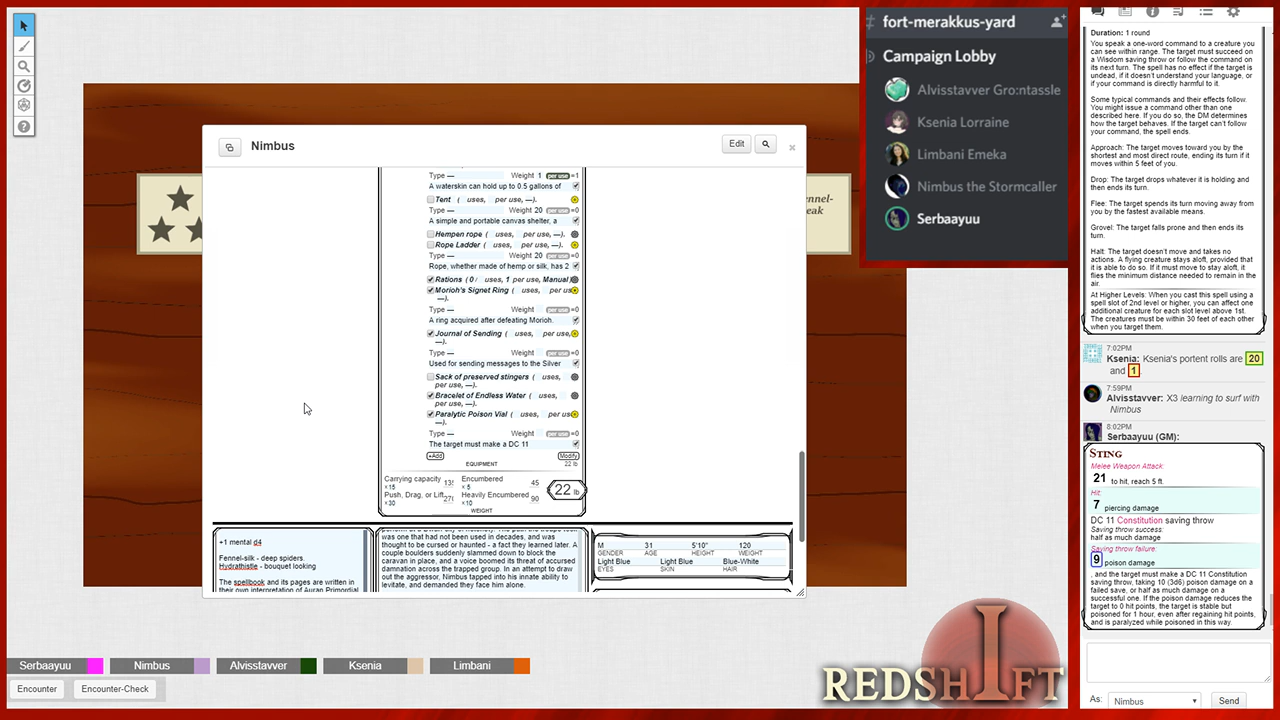 fort-merakkus-yard
Campaign Lobby
Alvisstavver Gro:ntassle
Ksenia Lorraine
Limbani Emeka
Nimbus the Stormcaller
Serbaayuu
nnel-
eak
Nimbus
Edit
Type — Weight 1 per use =1
A waterskin can hold up to 0.5 gallons of
Tent ( uses, per use, —).
Type — Weight 20 per use =0
A simple and portable canvas shelter, a
Hempen rope ( uses, per use, —).
Rope Ladder ( uses, per use, —).
Type — Weight 20 per use =0
Rope, whether made of hemp or silk, has 2
Rations ( 0 / uses, 1 per use, Manual)
Morioh's Signet Ring ( uses, per us
—).
Type — Weight per use =0
A ring acquired after defeating Morioh.
Journal of Sending ( uses, per use,
—).
Type — Weight per use =0
Used for sending messages to the Silver
Sack of preserved stingers ( uses,
per use, —).
Bracelet of Endless Water ( uses,
per use, —).
Paralytic Poison Vial ( uses, per us
—).
Type — Weight per use =0
The target must make a DC 11
+Add Modify
EQUIPMENT 22 lb
Carrying capacity Encumbered 45
×15 ×5
Push, Drag, or Lift Heavily Encumbered 90
×30 ×10
22 lb
WEIGHT
+1 mental d4
Fennel-silk - deep spiders.
Hydrathistle - bouquet looking
The spellbook and its pages are written in
their own interpretation of Auran Primordial
was one that had not been used in decades, and was
thought to be cursed or haunted - a fact they learned later. A
couple boulders suddenly slammed down to block the
caravan in place, and a voice boomed its threat of accursed
damnation across the trapped group. In an attempt to draw
out the aggressor, Nimbus tapped into his innate ability to
levitate, and demanded they face him alone.
M 31 5'10" 120
GENDER AGE HEIGHT WEIGHT
Light Blue Light Blue Blue-White
EYES SKIN HAIR
Serbaayuu
Nimbus
Alvisstavver
Ksenia
Limbani
Encounter
Encounter-Check
REDSHIFT
Duration: 1 round
You speak a one-word command to a creature you
can see within range. The target must succeed on
a Wisdom saving throw or follow the command on
its next turn. The spell has no effect if the target is
undead, if it doesn't understand your language, or
if your command is directly harmful to it.
Some typical commands and their effects follow.
You might issue a command other than one
described here. If you do so, the DM determines
how the target behaves. If the target can't follow
your command, the spell ends.
Approach: The target moves toward you by the
shortest and most direct route, ending its turn if it
moves within 5 feet of you.
Drop: The target drops whatever it is holding and
then ends its turn.
Flee: The target spends its turn moving away from
you by the fastest available means.
Grovel: The target falls prone and then ends its
turn.
Halt: The target doesn't move and takes no
actions. A flying creature stays aloft, provided that
it is able to do so. If it must move to stay aloft, it
flies the minimum distance needed to remain in the
air.
At Higher Levels: When you cast this spell using a
spell slot of 2nd level or higher, you can affect one
additional creature for each slot level above 1st.
The creatures must be within 30 feet of each other
when you target them.
7:02PM
Ksenia: Ksenia's portent rolls are 20
and 1
7:59PM
Alvisstavver: X3 learning to surf with
Nimbus
8:02PM
Serbaayuu (GM):
STING
Melee Weapon Attack:
21 to hit, reach 5 ft.
Hit:
7 piercing damage
DC 11 Constitution saving throw
Saving throw success:
half as much damage
Saving throw failure:
9 poison damage
, and the target must make a DC 11 Constitution
saving throw, taking 10 (3d6) poison damage on a
failed save, or half as much damage on a
successful one. If the poison damage reduces the
target to 0 hit points, the target is stable but
poisoned for 1 hour, even after regaining hit points,
and is paralyzed while poisoned in this way.
As: Nimbus Send